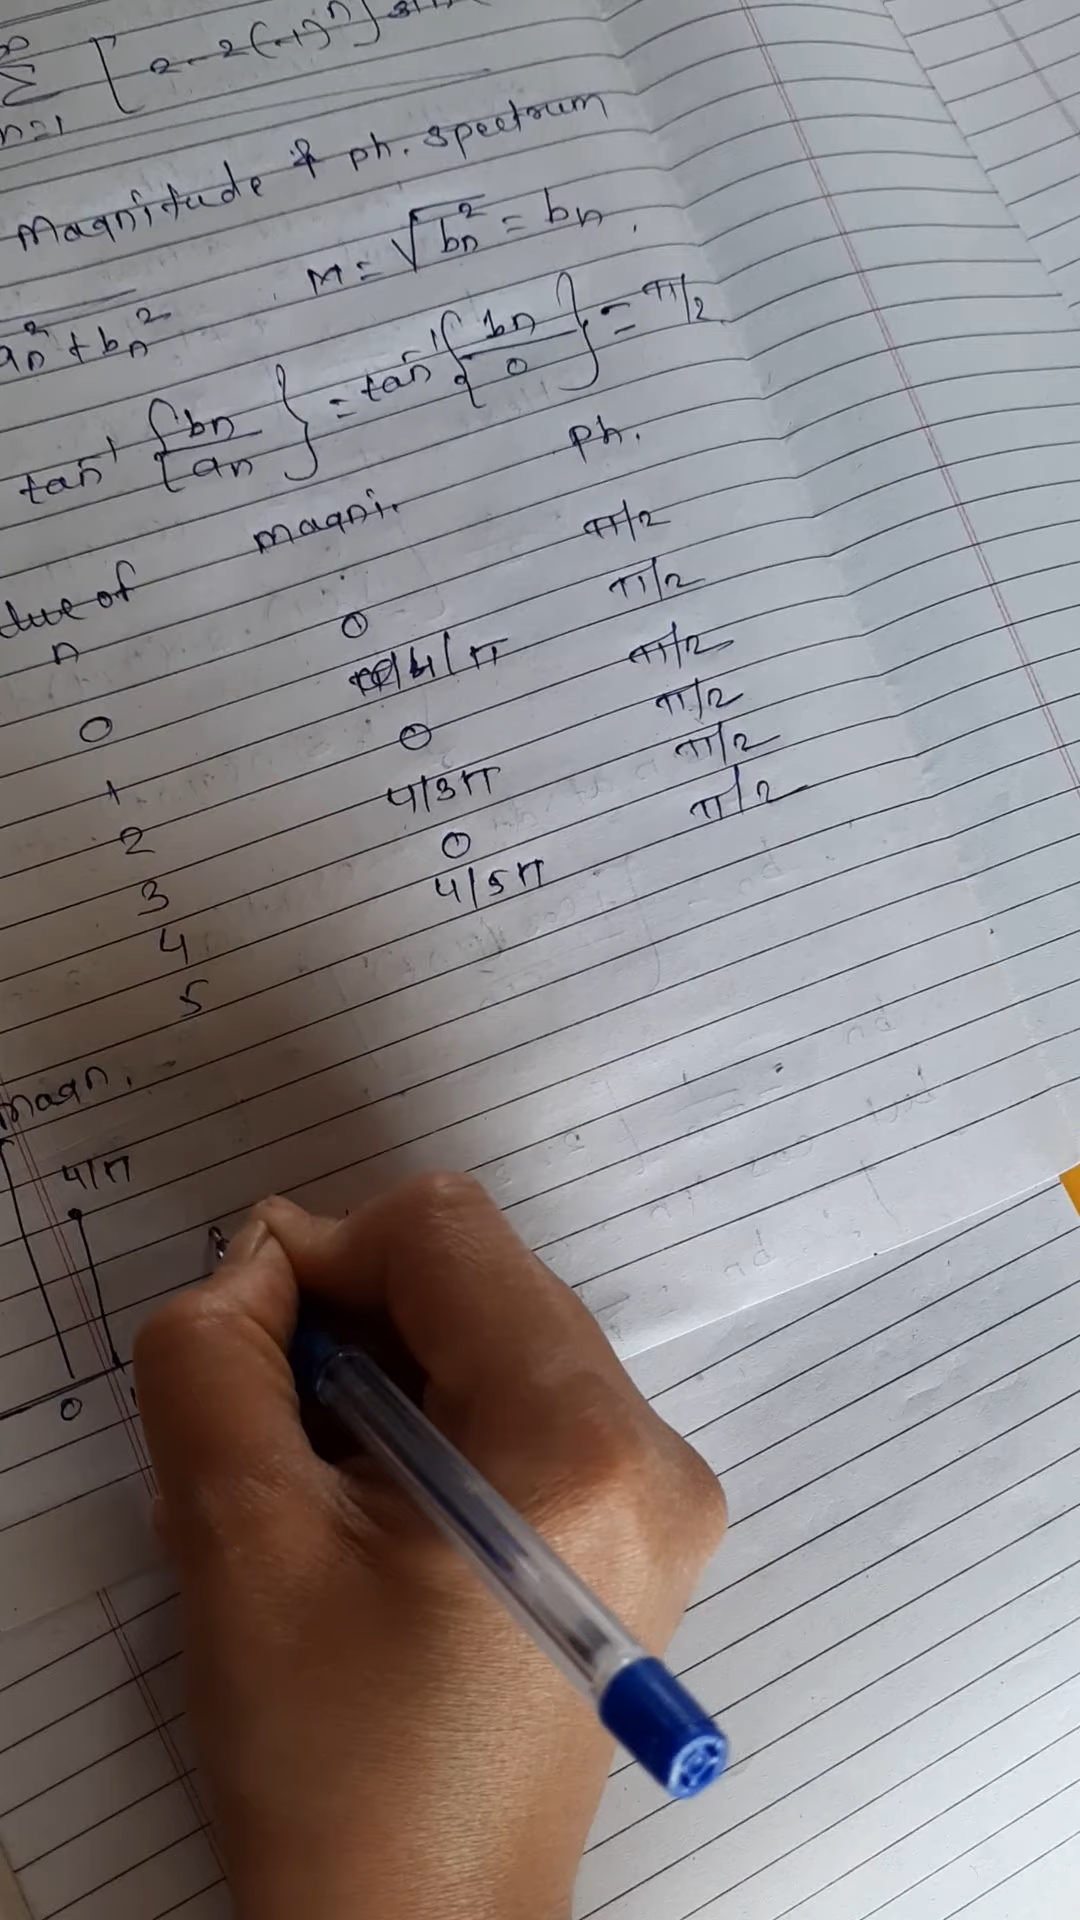 ∞
Σ [2-2(-1)ⁿ]
n=1
Magnitude & ph. spectrum
M = √bn² = bn.
an² + bn²
tan⁻¹ {bn/an} = tan⁻¹ {bn/0} = π/2
magni. ph.
n
0 0 π/2
1 4/π π/2
2 0 π/2
3 4/3π π/2
4 0 π/2
5 4/5π π/2
magn.
4/π
0